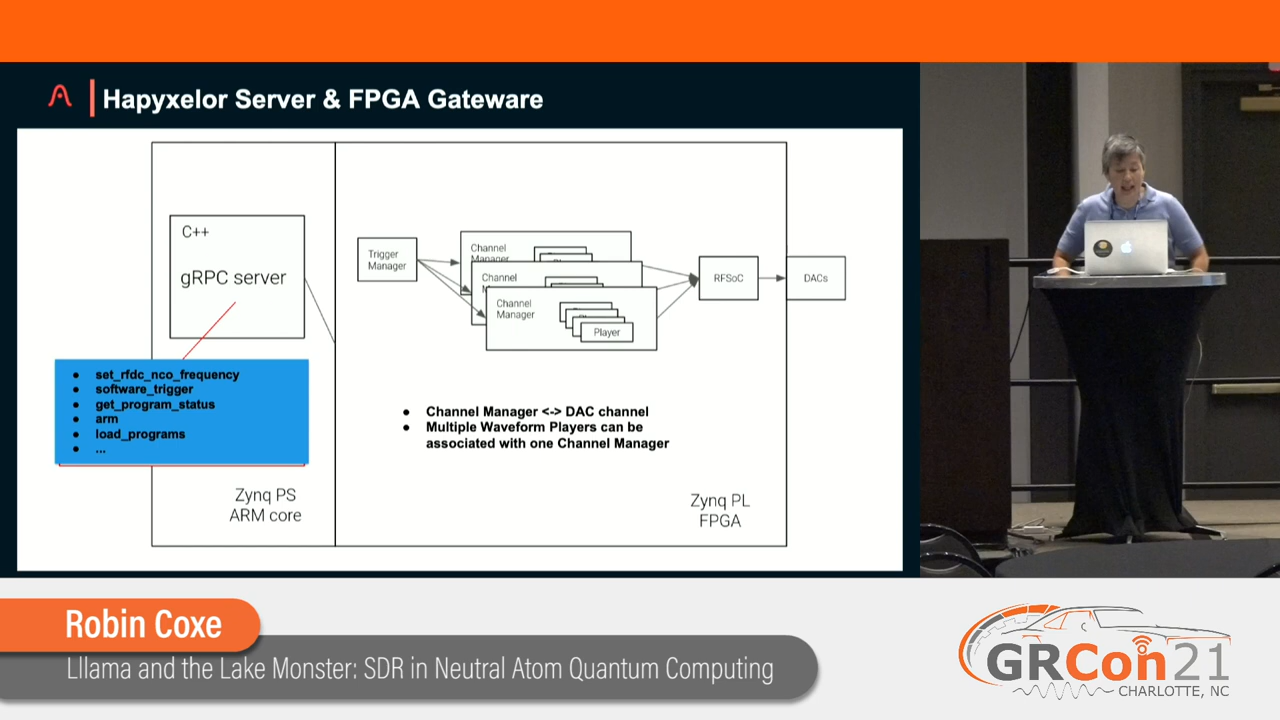 Hapyxelor Server & FPGA Gateware
C++
gRPC server
Trigger
Manager
Channel
Manager
Channel
Channel
Manager
Player
RFSoC
DACs
• set_rfdc_nco_frequency
• software_trigger
• get_program_status
• arm
• load_programs
• ...
• Channel Manager <-> DAC channel
• Multiple Waveform Players can be
associated with one Channel Manager
Zynq PS
ARM core
Zynq PL
FPGA
Robin Coxe
Lllama and the Lake Monster: SDR in Neutral Atom Quantum Computing
GRCon21
CHARLOTTE, NC